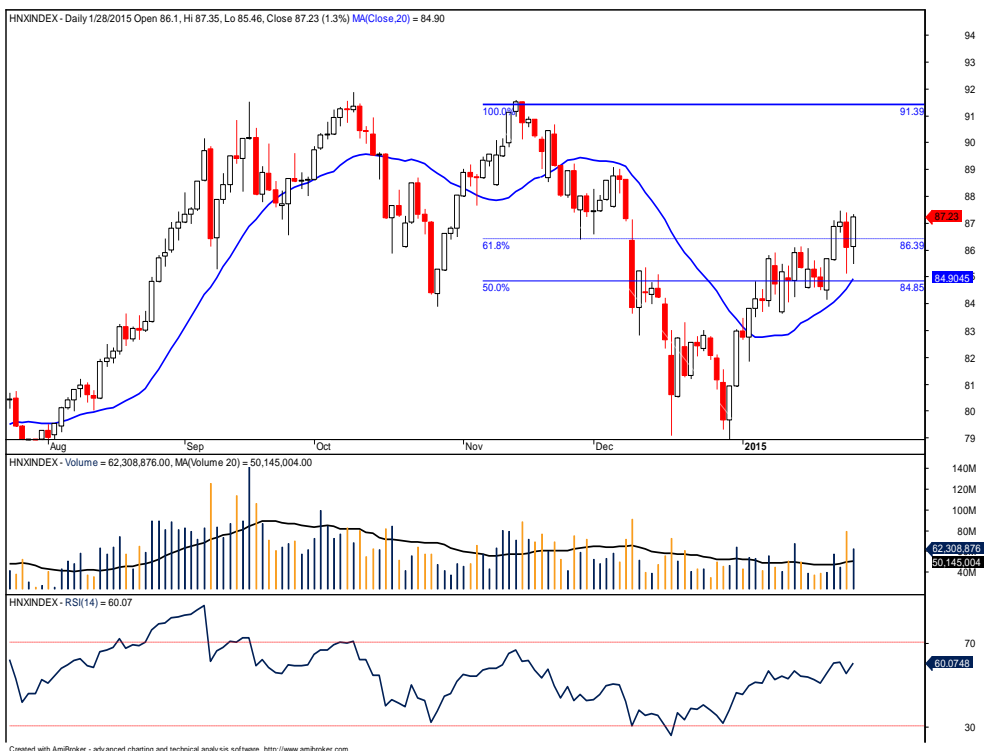 HNXINDEX - Daily 1/28/2015 Open 86.1, Hi 87.35, Lo 85.46, Close 87.23 (1.3%) MA(Close,20) = 84.90
94
93
92
100.0%
91.39
91
90
89
88
87.23
87
61.8%
86.39
86
84.9045
50.0%
84.85
84
83
82
81
80
79
Aug
Sep
Oct
Nov
Dec
2015
HNXINDEX - Volume = 62,308,876.00, MA(Volume 20) = 50,145,004.00
140M
120M
100M
80M
62,308,876
50,145,004
40M
HNXINDEX - RSI(14) = 60.07
70
60.0748
30
Created with AmiBroker - advanced charting and technical analysis software. http://www.amibroker.com